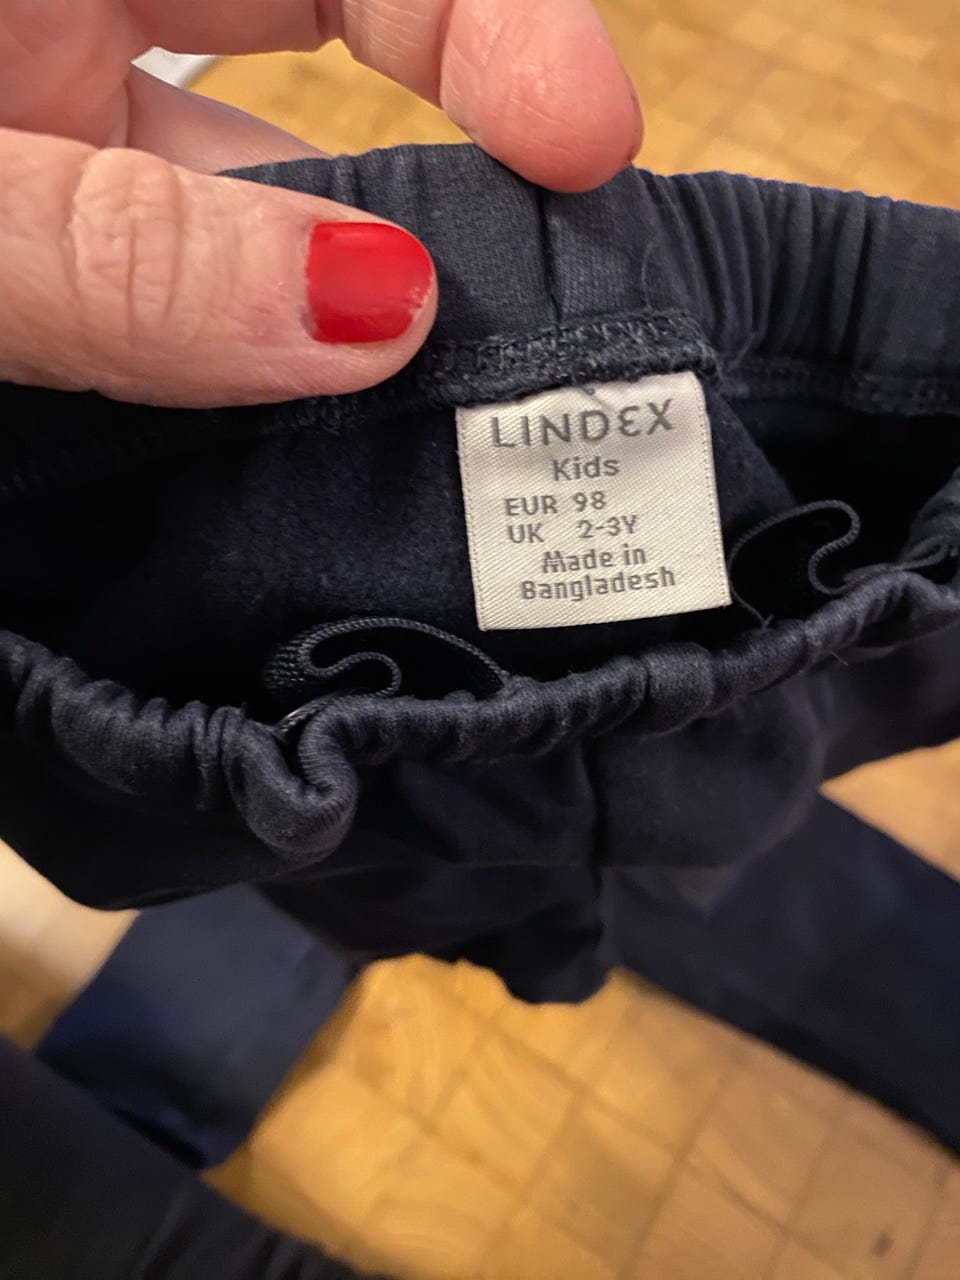 LINDEX
Kids
EUR 98
UK 2-3Y
Made in
Bangladesh